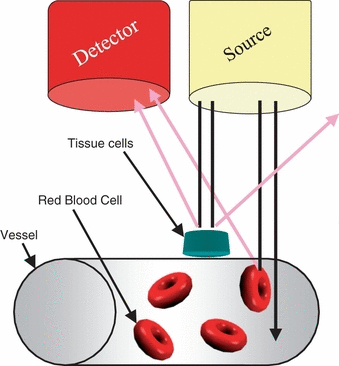 Detector
Source
Tissue cells
Red Blood Cell
Vessel